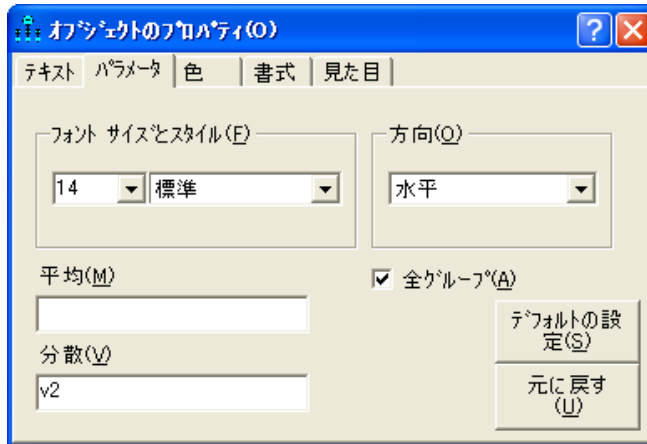 ｵﾌﾞｼﾞｪｸﾄのﾌﾟﾛﾊﾟﾃｨ(O)
テキスト ﾊﾟﾗﾒｰﾀ 色 書式 見た目
フォント サイズとスタイル(F) 方向(O)
14 標準 水平
平均(M) 全ｸﾞﾙｰﾌﾟ(A)
デフォルトの設
定(S)
分散(V)
v2
元に戻す
(U)